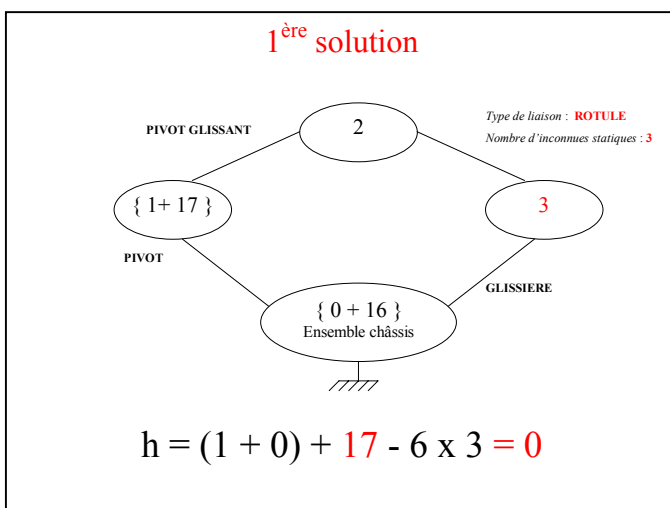 1ère solution
PIVOT GLISSANT
2
Type de liaison : ROTULE
Nombre d'inconnues statiques : 3
{ 1+ 17 }
3
PIVOT
GLISSIERE
{ 0 + 16 }
Ensemble châssis
h = (1 + 0) + 17 - 6 x 3 = 0